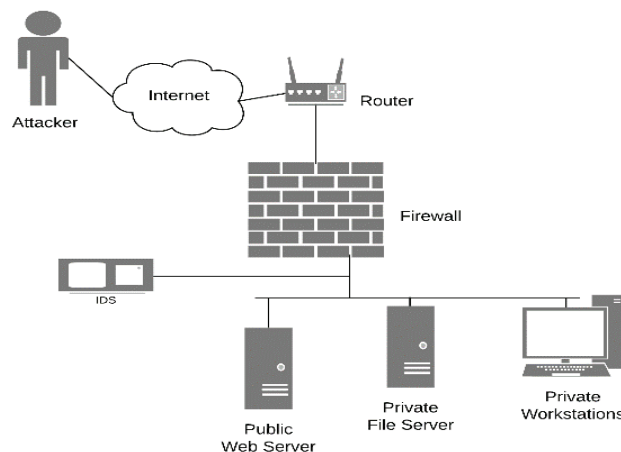 Internet
Attacker
Router
Firewall
IDS
Public
Web Server
Private
File Server
Private
Workstations